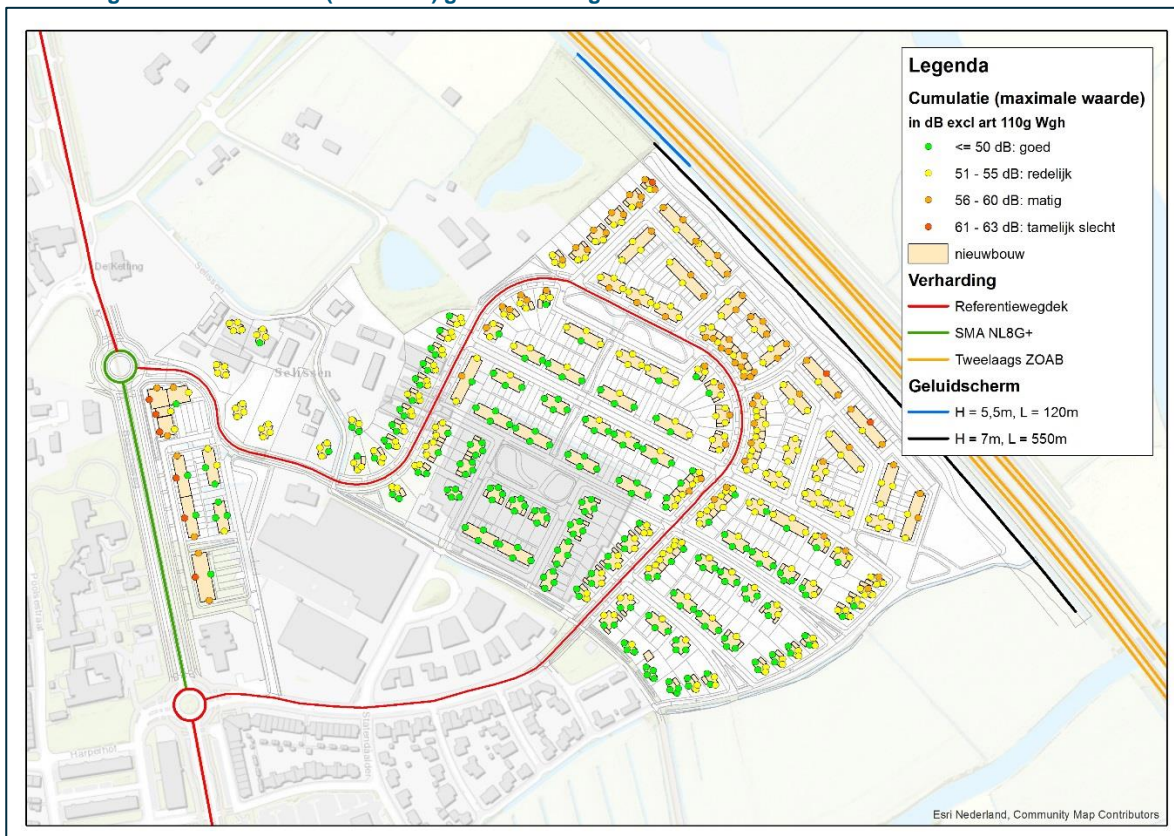 Legenda
Cumulatie (maximale waarde)
in dB excl art 110g Wgh
<= 50 dB: goed
51 - 55 dB: redelijk
56 - 60 dB: matig
61 - 63 dB: tamelijk slecht
nieuwbouw
Verharding
Referentiewegdek
SMA NL8G+
Tweelaags ZOAB
Geluidscherm
H = 5,5m, L = 120m
H = 7m, L = 550m
Selissen
Esri Nederland, Community Map Contributors